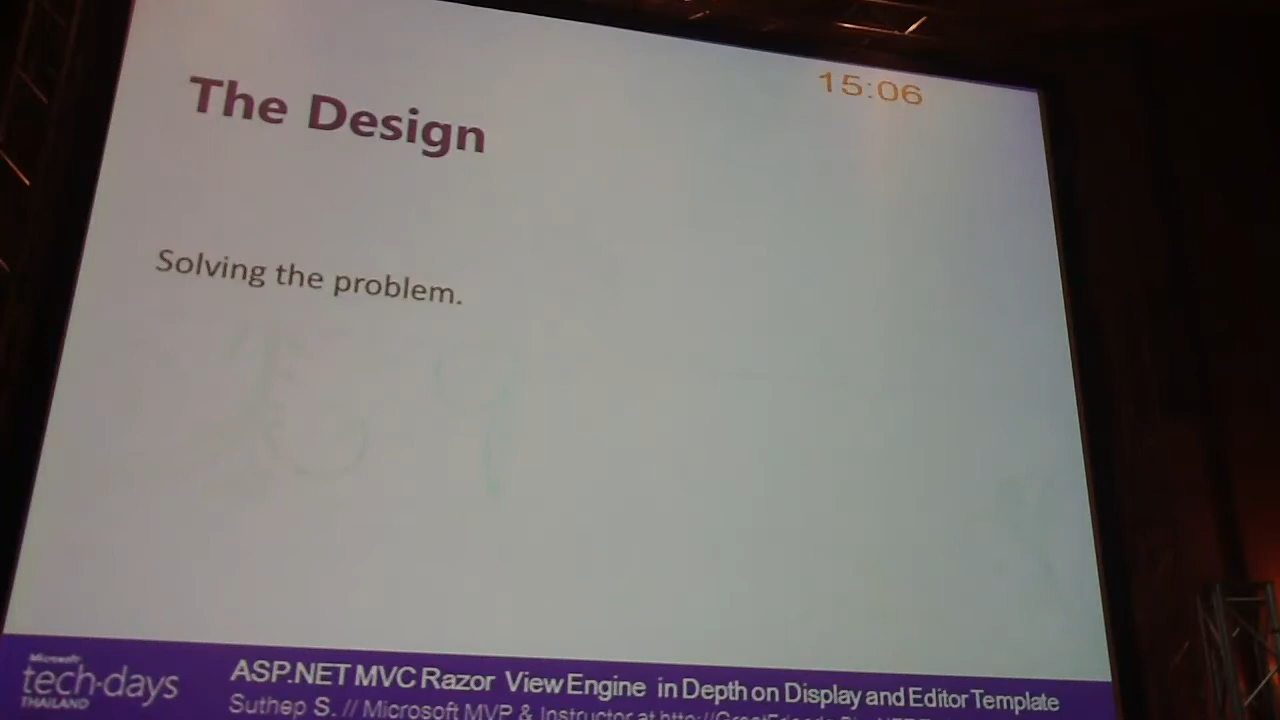 15:06
The Design
Solving the problem.
Microsoft
tech·days
THAILAND
ASP.NET MVC Razor View Engine in Depth on Display and Editor Template
Suthep S. // Microsoft MVP & Instructor at